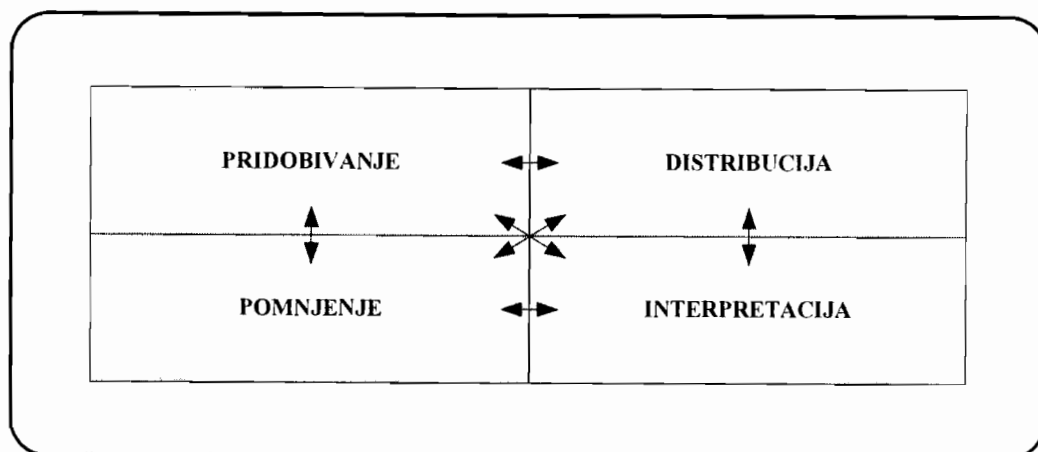 PRIDOBIVANJE
DISTRIBUCIJA
POMNJENJE
INTERPRETACIJA